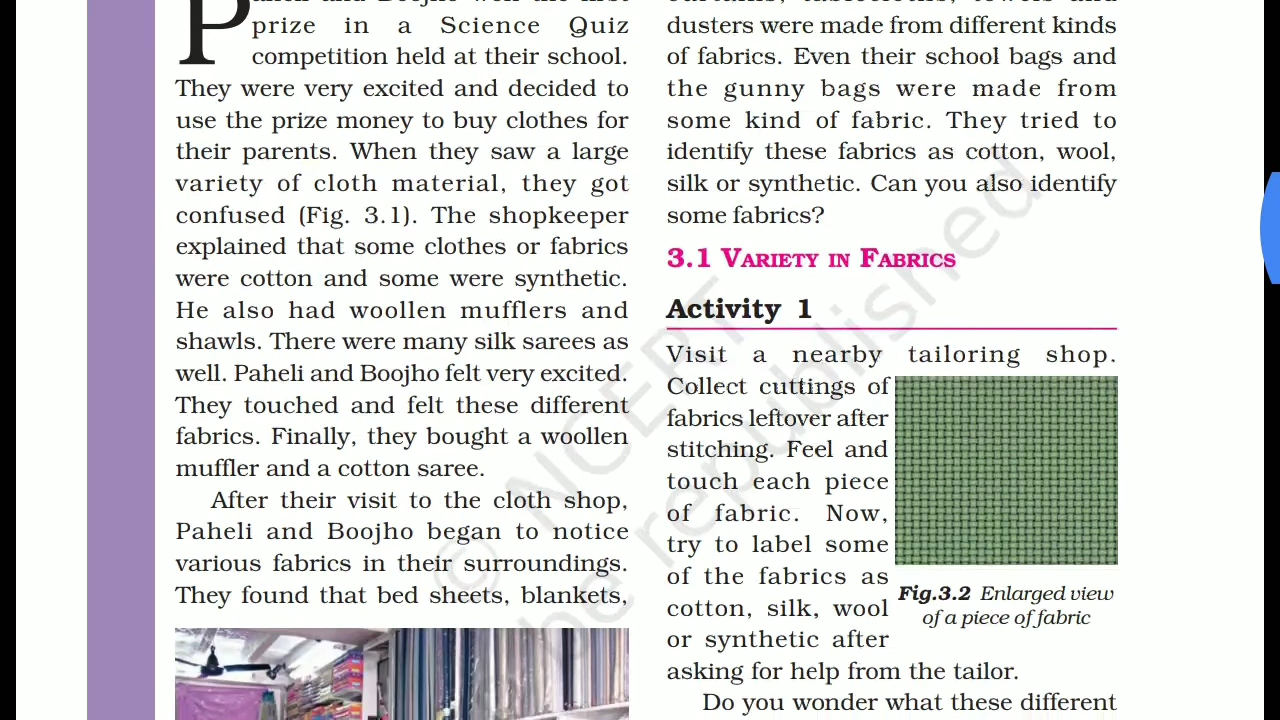 P
prize in a Science Quiz
competition held at their school.
They were very excited and decided to
use the prize money to buy clothes for
their parents. When they saw a large
variety of cloth material, they got
confused (Fig. 3.1). The shopkeeper
explained that some clothes or fabrics
were cotton and some were synthetic.
He also had woollen mufflers and
shawls. There were many silk sarees as
well. Paheli and Boojho felt very excited.
They touched and felt these different
fabrics. Finally, they bought a woollen
muffler and a cotton saree.
After their visit to the cloth shop,
Paheli and Boojho began to notice
various fabrics in their surroundings.
They found that bed sheets, blankets,
dusters were made from different kinds
of fabrics. Even their school bags and
the gunny bags were made from
some kind of fabric. They tried to
identify these fabrics as cotton, wool,
silk or synthetic. Can you also identify
some fabrics?
3.1 VARIETY IN FABRICS
Activity 1
Visit a nearby tailoring shop.
Collect cuttings of
fabrics leftover after
stitching. Feel and
touch each piece
of fabric. Now,
try to label some
of the fabrics as
cotton, silk, wool
or synthetic after
asking for help from the tailor.
Fig.3.2 Enlarged view
of a piece of fabric
Do you wonder what these different
© NCERT
be republished